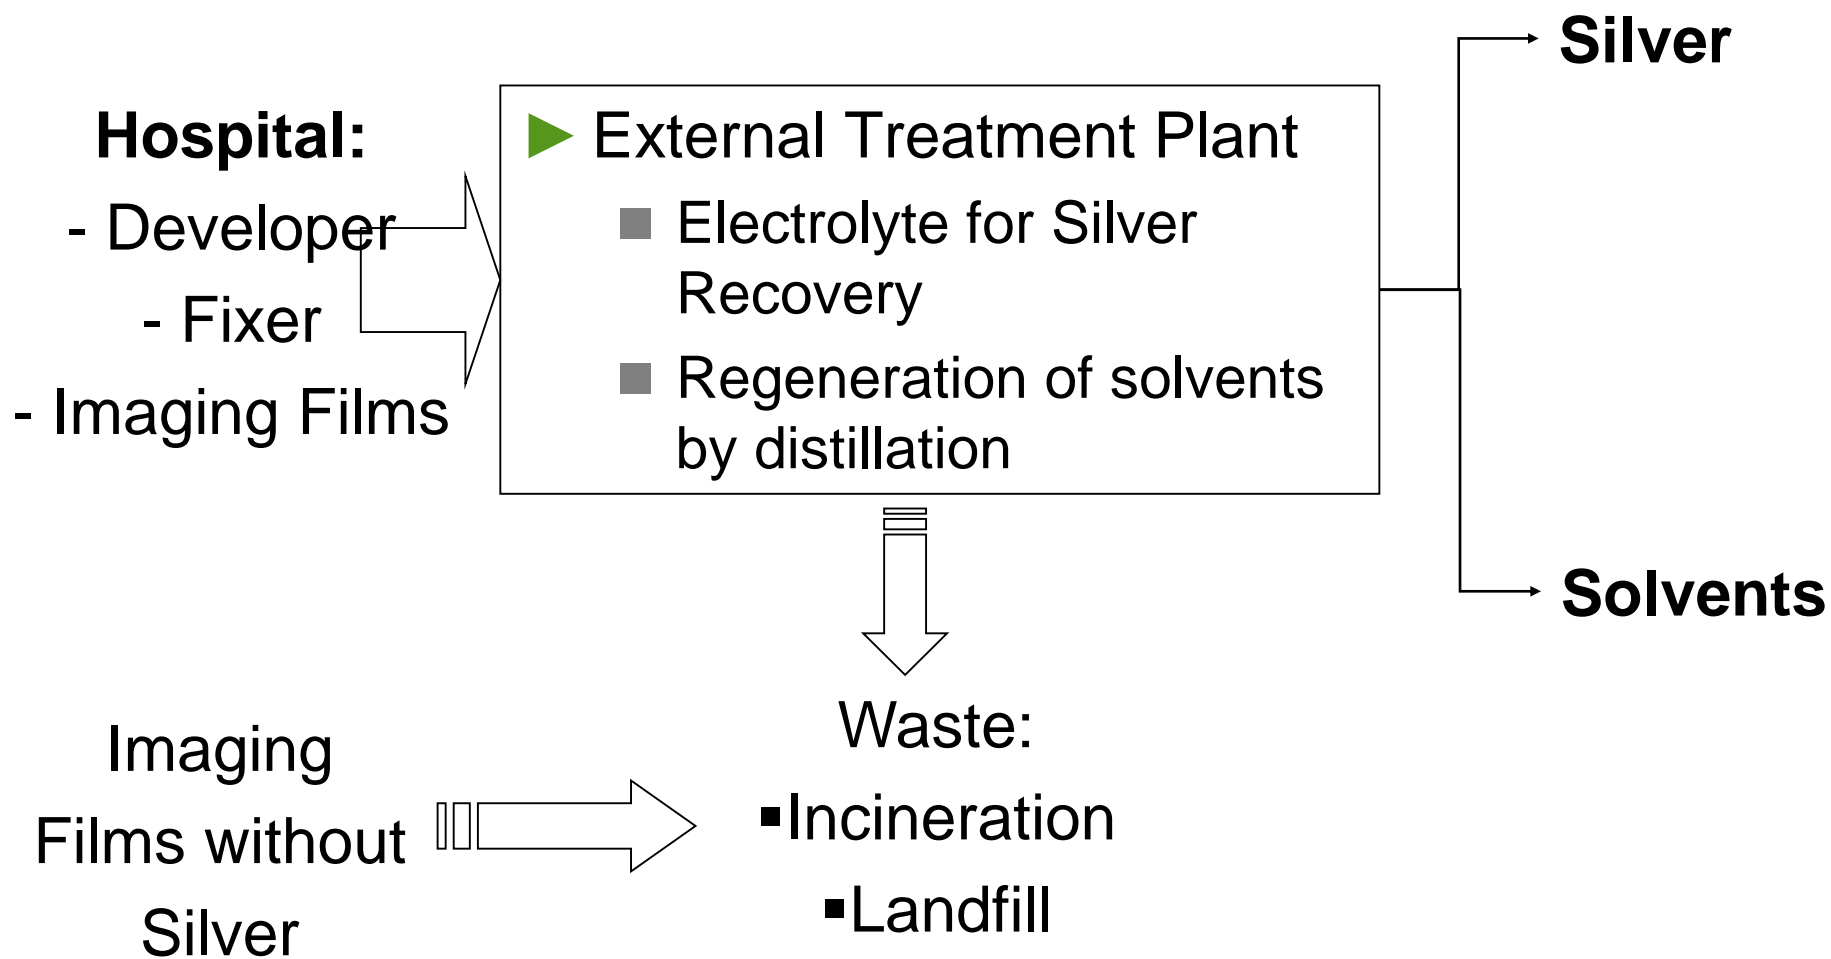 Hospital:
- Developer
- Fixer
- Imaging Films
► External Treatment Plant
■ Electrolyte for Silver
Recovery
■ Regeneration of solvents
by distillation
Silver
Solvents
Imaging
Films without
Silver
Waste:
▪Incineration
▪Landfill